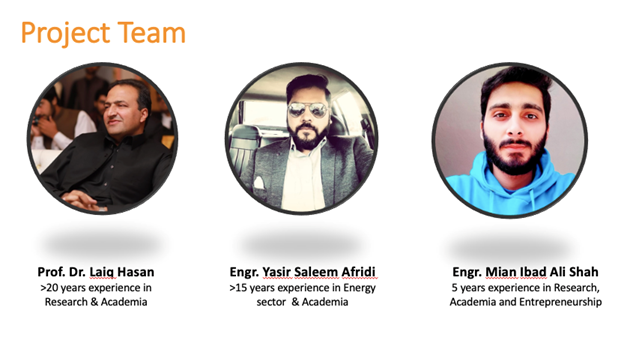 Project Team
Prof. Dr. Laiq Hasan
>20 years experience in
Research & Academia
Engr. Yasir Saleem Afridi
>15 years experience in Energy
sector & Academia
Engr. Mian Ibad Ali Shah
5 years experience in Research,
Academia and Entrepreneurship